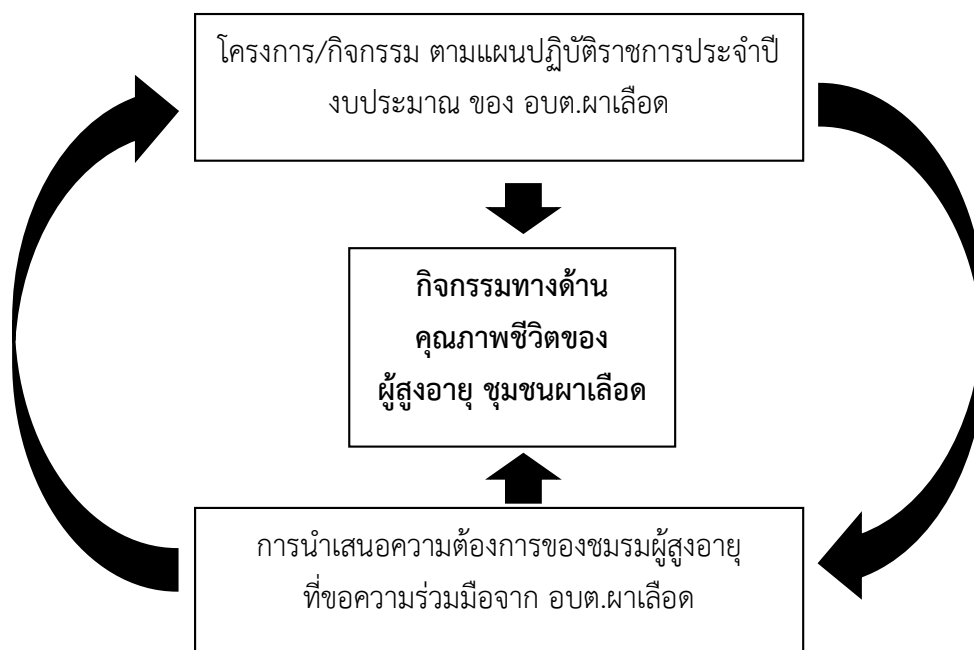 โครงการ/กิจกรรม ตามแผนปฏิบัติราชการประจำปี
งบประมาณ ของ อบต.ผาเลือด
กิจกรรมทางด้าน
คุณภาพชีวิตของ
ผู้สูงอายุ ชุมชนผาเลือด
การนำเสนอความต้องการของชมรมผู้สูงอายุ
ที่ขอความร่วมมือจาก อบต.ผาเลือด